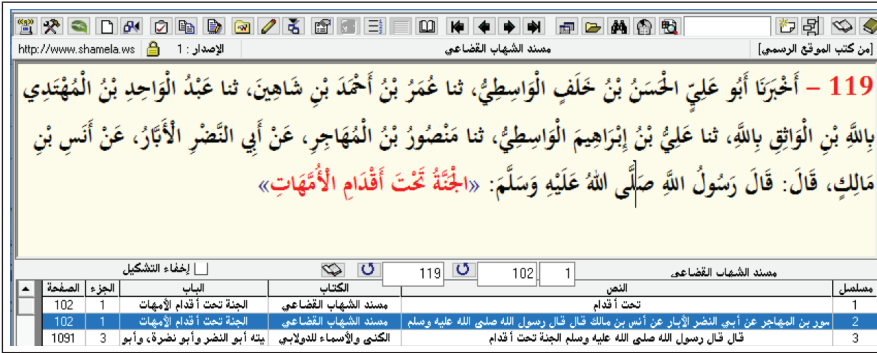 http://www.shamela.ws الإصدار : 1 مسند الشهاب القضاعي [من كتب الموقع الرسمي]
119 – أَخْبَرَنَا أَبُو عَلِيٍّ الْحَسَنُ بْنُ خَلَفٍ الْوَاسِطِيُّ، ثنا عُمَرُ بْنُ أَحْمَدَ بْنِ شَاهِينَ، ثنا عَبْدُ الْوَاحِدِ بْنُ الْمُهْتَدِي
بِاللَّهِ بْنِ الْوَاثِقِ بِاللَّهِ، ثنا عَلِيُّ بْنُ إِبْرَاهِيمَ الْوَاسِطِيُّ، ثنا مَنْصُورُ بْنُ الْمُهَاجِرِ، عَنْ أَبِي النَّضْرِ الْأَبَّارُ، عَنْ أَنَسِ بْنِ
مَالِكٍ، قَالَ: قَالَ رَسُولُ اللَّهِ صَلَّى اللهُ عَلَيْهِ وَسَلَّمَ: «الْجَنَّةُ تَحْتَ أَقْدَامِ الْأُمَّهَاتِ»
مسند الشهاب القضاعي 1 102 119 إخفاء التشكيل
مسلسل النص الكتاب الباب الجزء الصفحة
1 تحت أقدام مسند الشهاب القضاعي الجنة تحت أقدام الأمهات 1 102
2 بن المهاجر عن أبي النضر الأبار عن أنس بن مالك قال قال رسول الله صلى الله عليه وسلم مسند الشهاب القضاعي الجنة تحت أقدام الأمهات 1 102
3 قال قال رسول الله صلى الله عليه وسلم الجنة تحت أقدام الكنى والأسماء للدولابي أبو النضر وأبو نضرة، وأبو 3 1091